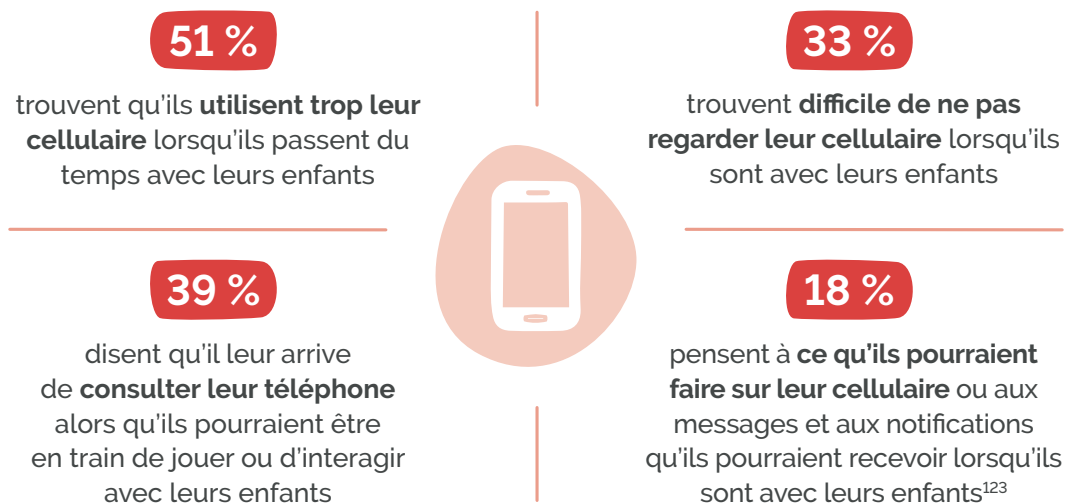 51 %
trouvent qu'ils utilisent trop leur
cellulaire lorsqu'ils passent du
temps avec leurs enfants
33 %
trouvent difficile de ne pas
regarder leur cellulaire lorsqu'ils
sont avec leurs enfants
39 %
disent qu'il leur arrive
de consulter leur téléphone
alors qu'ils pourraient être
en train de jouer ou d'interagir
avec leurs enfants
18 %
pensent à ce qu'ils pourraient
faire sur leur cellulaire ou aux
messages et aux notifications
qu'ils pourraient recevoir lorsqu'ils
sont avec leurs enfants¹²³